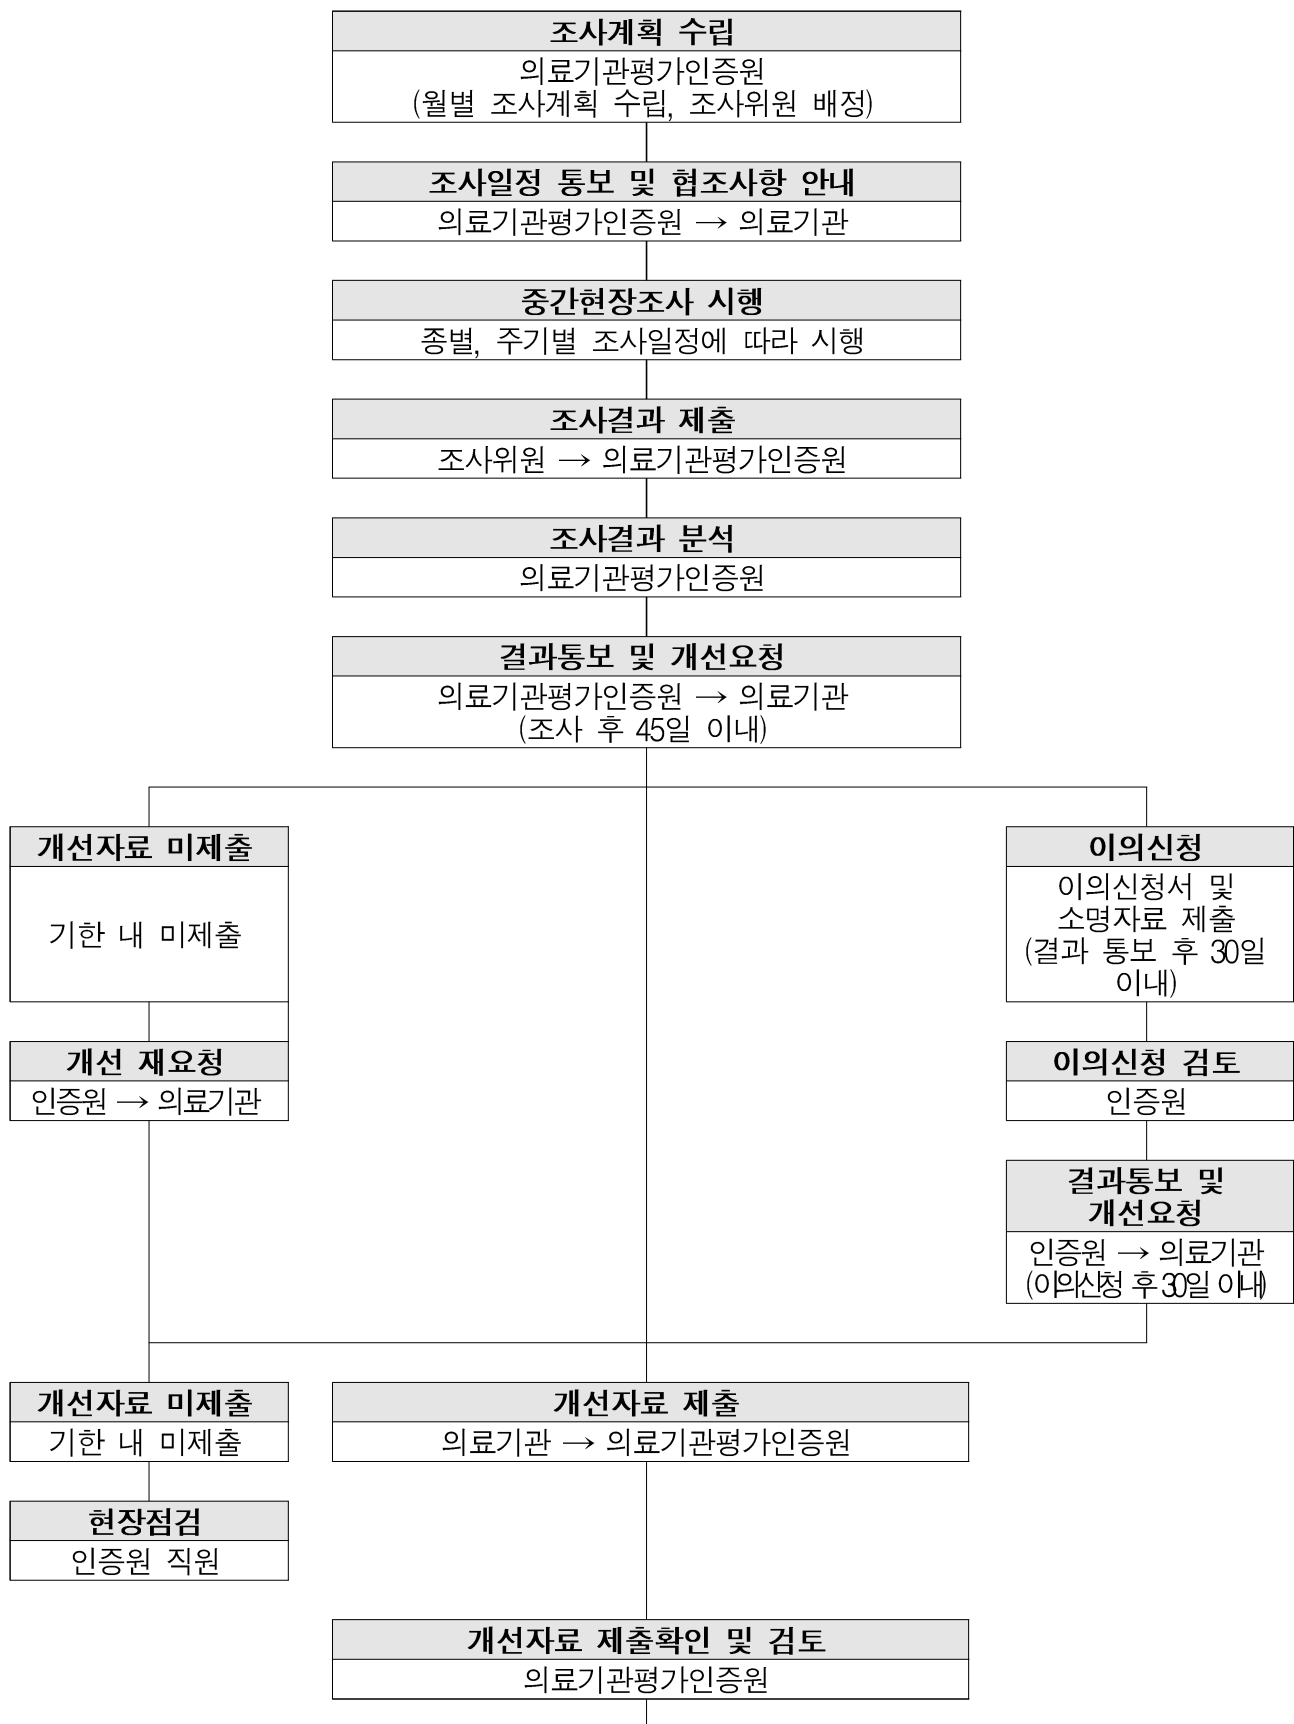 조사계획 수립
의료기관평가인증원
(월별 조사계획 수립, 조사위원 배정)
조사일정 통보 및 협조사항 안내
의료기관평가인증원 → 의료기관
중간현장조사 시행
종별, 주기별 조사일정에 따라 시행
조사결과 제출
조사위원 → 의료기관평가인증원
조사결과 분석
의료기관평가인증원
결과통보 및 개선요청
의료기관평가인증원 → 의료기관
(조사 후 45일 이내)
개선자료 미제출
기한 내 미제출
이의신청
이의신청서 및
소명자료 제출
(결과 통보 후 30일
이내)
개선 재요청
인증원 → 의료기관
이의신청 검토
인증원
결과통보 및
개선요청
인증원 → 의료기관
(이의신청 후 30일 이내)
개선자료 미제출
기한 내 미제출
개선자료 제출
의료기관 → 의료기관평가인증원
현장점검
인증원 직원
개선자료 제출확인 및 검토
의료기관평가인증원